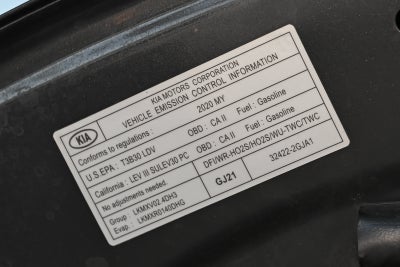 KIA
KIA MOTORS CORPORATION
VEHICLE EMISSION CONTROL INFORMATION
Conforms to regulations : 2020 MY
U.S.EPA : T3B30 LDV OBD : CA II Fuel : Gasoline
California : LEV III SULEV30 PC OBD : CA II Fuel : Gasoline
No adjustments needed DFI/WR-HO2S/HO2S/WU-TWC/TWC
Group : LKMXV02.4DH3 GJ21 32422-2GJA1
Evap : LKMXR0140DHG